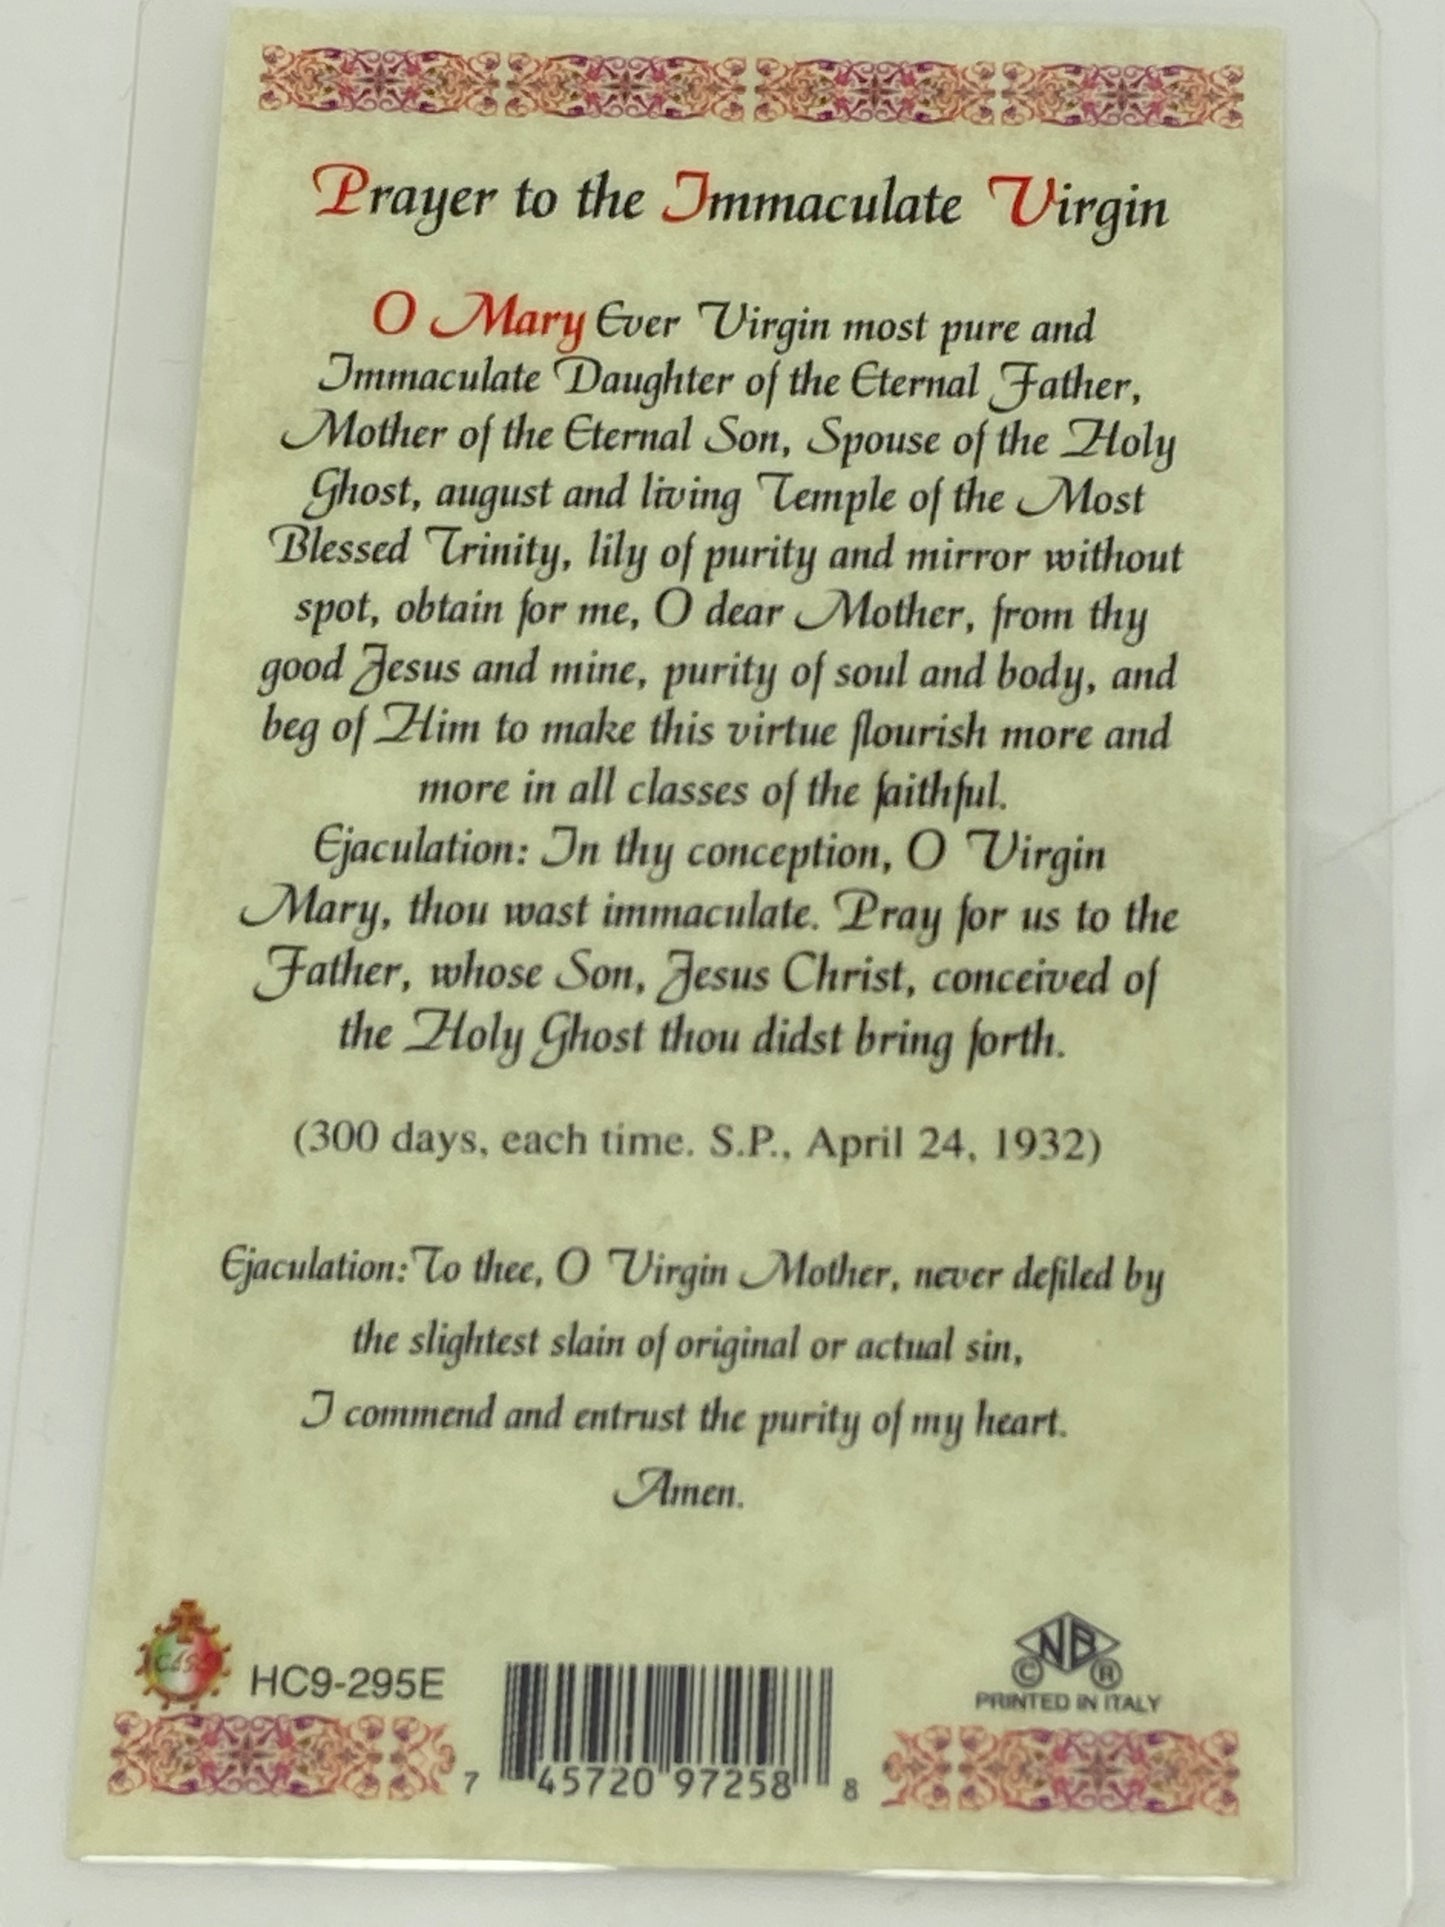 Prayer to the Immaculate Virgin
O Mary Ever Virgin most pure and
Immaculate Daughter of the Eternal Father,
Mother of the Eternal Son, Spouse of the Holy
Ghost, august and living Temple of the Most
Blessed Trinity, lily of purity and mirror without
spot, obtain for me, O dear Mother, from thy
good Jesus and mine, purity of soul and body, and
beg of Him to make this virtue flourish more and
more in all classes of the faithful.
Ejaculation: In thy conception, O Virgin
Mary, thou wast immaculate. Pray for us to the
Father, whose Son, Jesus Christ, conceived of
the Holy Ghost thou didst bring forth.
(300 days, each time. S.P., April 24, 1932)
Ejaculation: To thee, O Virgin Mother, never defiled by
the slightest slain of original or actual sin,
I commend and entrust the purity of my heart.
Amen.
HC9-295E
7 45720 97258 8
NB
© ®
PRINTED IN ITALY